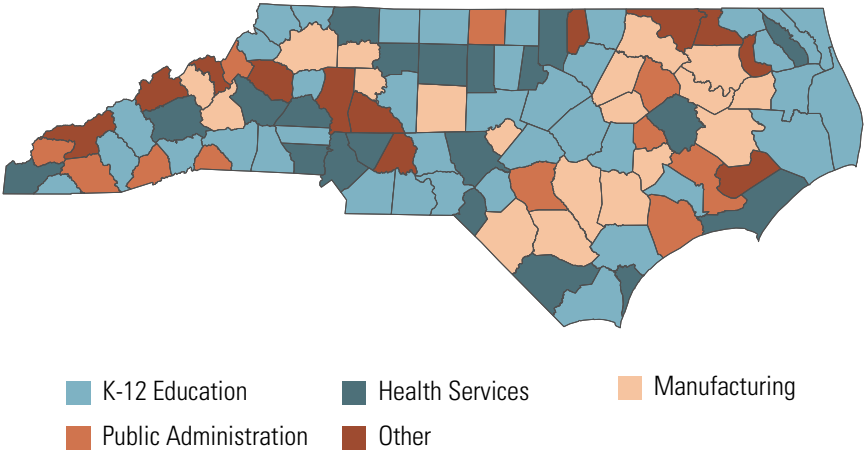 K-12 Education
Health Services
Manufacturing
Public Administration
Other